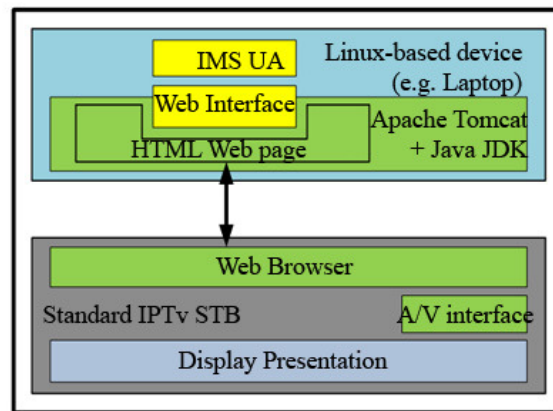 IMS UA
Linux-based device
(e.g. Laptop)
Web Interface
Apache Tomcat
+ Java JDK
HTML Web page
Web Browser
Standard IPTv STB
A/V interface
Display Presentation